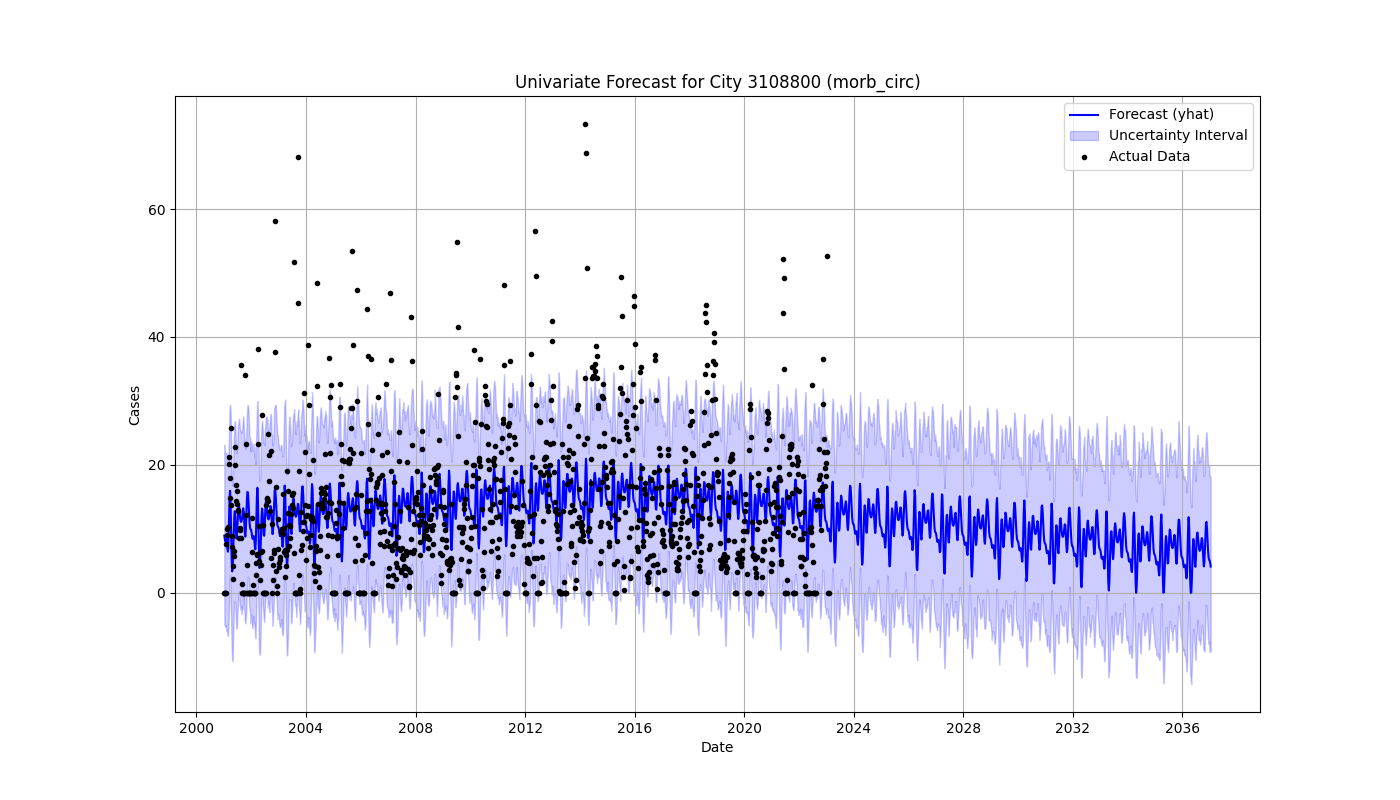 Univariate Forecast for City 3108800 (morb_circ)
Forecast (yhat)
Uncertainty Interval
Actual Data
Cases
60
40
20
0
2000 2004 2008 2012 2016 2020 2024 2028 2032 2036
Date